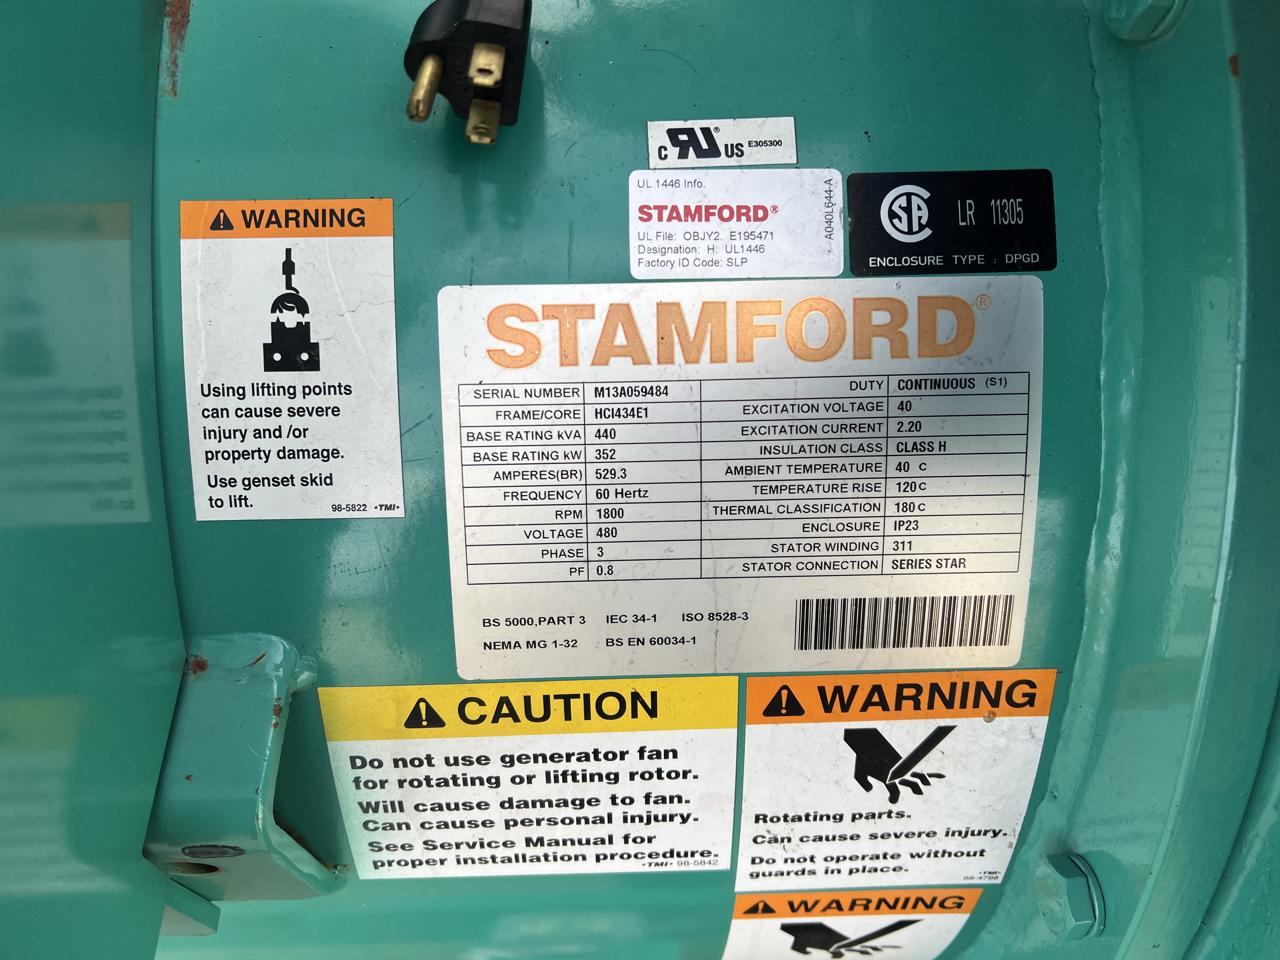 c RU ® US E305300
UL 1446 Info.
STAMFORD®
UL File: OBJY2. E195471
Designation: H: UL1446
Factory ID Code: SLP
A040L644-A
CSA LR 11305
ENCLOSURE TYPE : DPGD
WARNING
Using lifting points
can cause severe
injury and /or
property damage.
Use genset skid
to lift.
98-5822 •TMI•
STAMFORD®
SERIAL NUMBER M13A059484 DUTY CONTINUOUS (S1)
FRAME/CORE HCI434E1 EXCITATION VOLTAGE 40
BASE RATING kVA 440 EXCITATION CURRENT 2.20
BASE RATING kW 352 INSULATION CLASS CLASS H
AMPERES(BR) 529.3 AMBIENT TEMPERATURE 40 C
FREQUENCY 60 Hertz TEMPERATURE RISE 120 C
RPM 1800 THERMAL CLASSIFICATION 180 C
VOLTAGE 480 ENCLOSURE IP23
PHASE 3 STATOR WINDING 311
PF 0.8 STATOR CONNECTION SERIES STAR
BS 5000,PART 3 IEC 34-1 ISO 8528-3
NEMA MG 1-32 BS EN 60034-1
CAUTION
Do not use generator fan
for rotating or lifting rotor.
Will cause damage to fan.
Can cause personal injury.
See Service Manual for
proper installation procedure.
•TMI• 98-5842
WARNING
Rotating parts.
Can cause severe injury.
Do not operate without
guards in place.
•TMI•
98-4798
WARNING